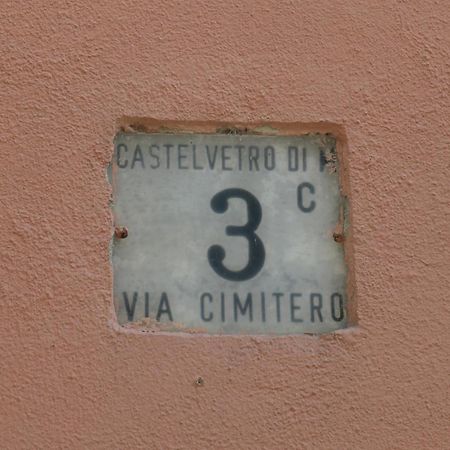 CASTELVETRO DI
C
3
VIA CIMITERO